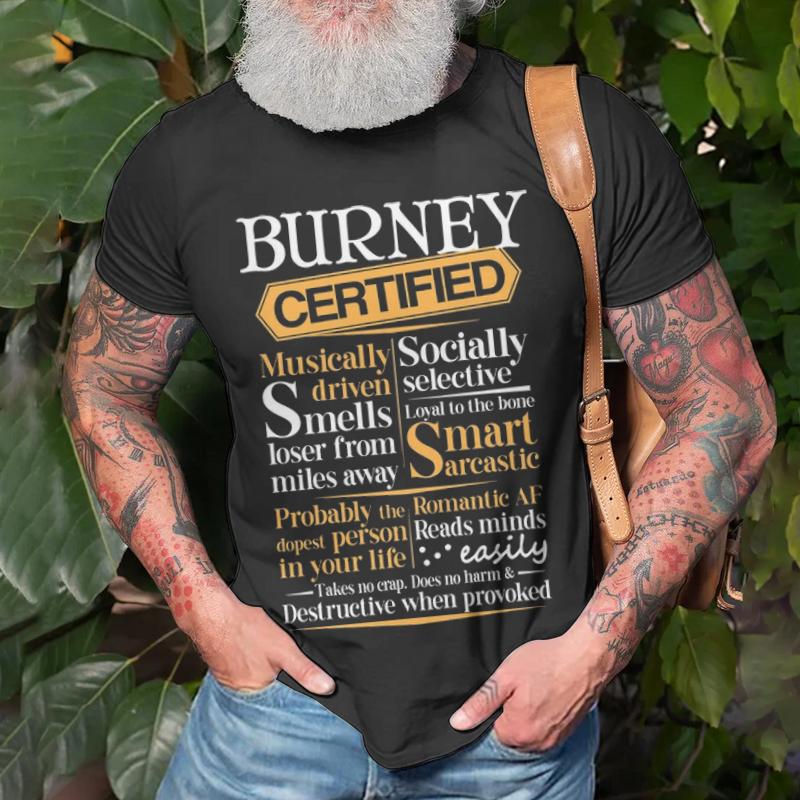 BURNEY
CERTIFIED
Musically
driven
Smells
loser from
miles away
Socially
selective
Loyal to the bone
Smart
Sarcastic
Probably the
dopest person
in your life
Romantic AF
Reads minds
easily
Takes no crap. Does no harm &
Destructive when provoked